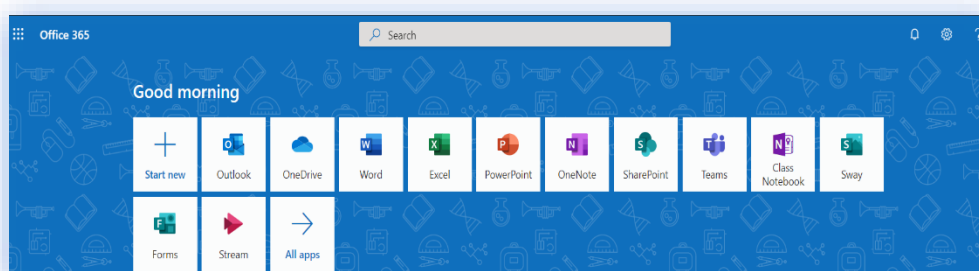 Office 365
Search
?
Good morning
Start new
Outlook
OneDrive
Word
Excel
PowerPoint
OneNote
SharePoint
Teams
Class
Notebook
Sway
Forms
Stream
All apps